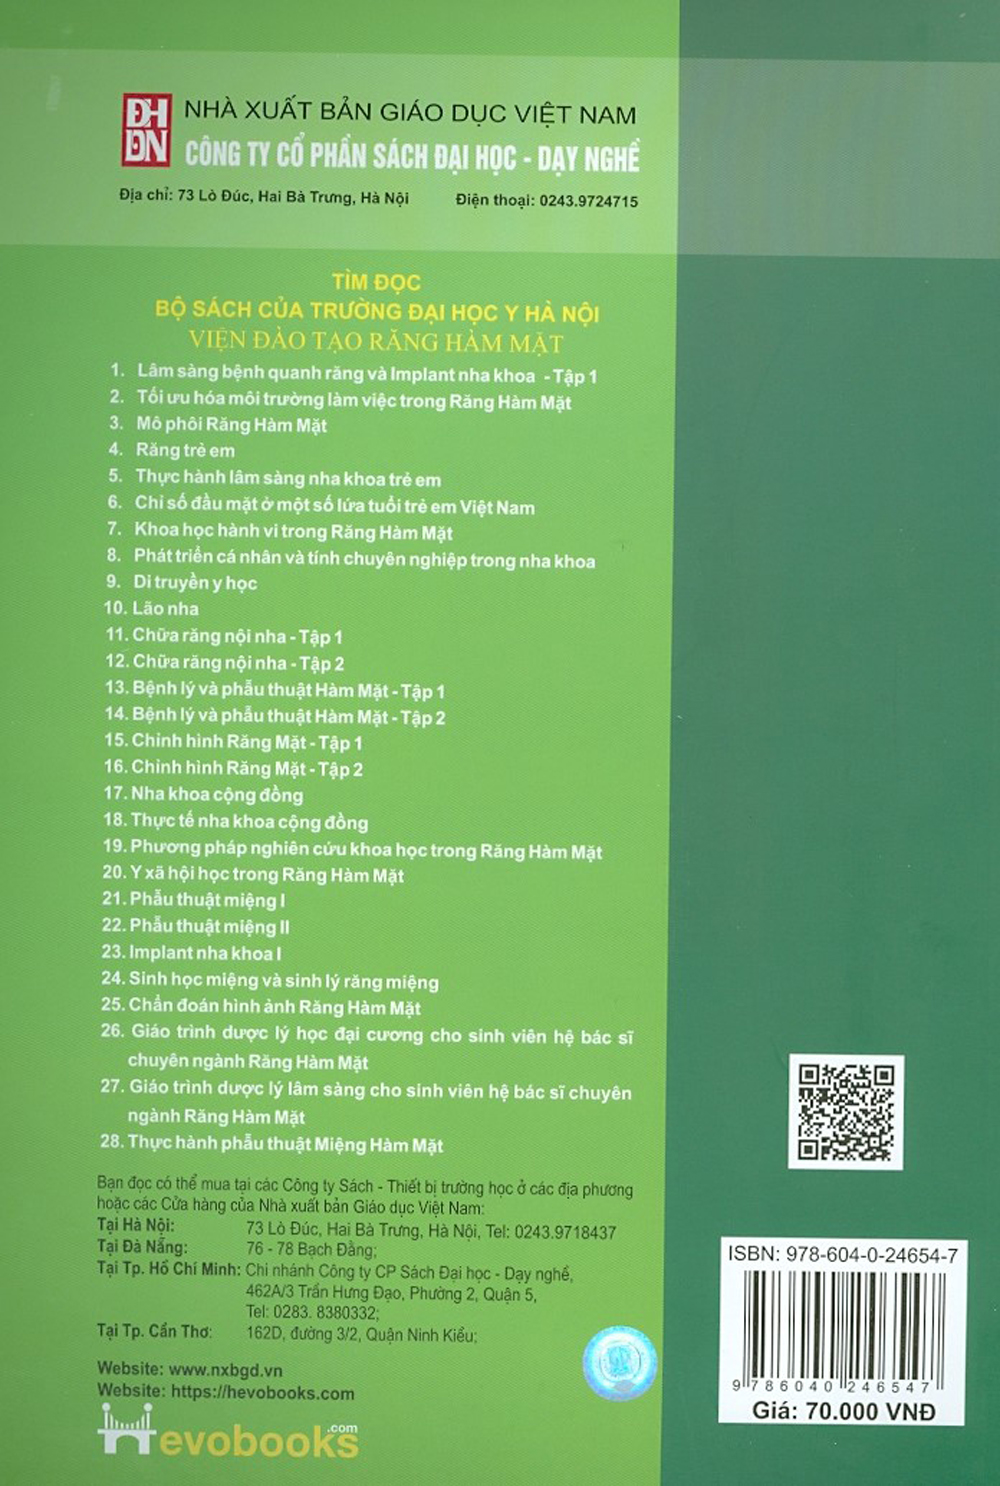 ĐH
DN
NHÀ XUẤT BẢN GIÁO DỤC VIỆT NAM
CÔNG TY CỔ PHẦN SÁCH ĐẠI HỌC - DẠY NGHỀ
Địa chỉ: 73 Lò Đúc, Hai Bà Trưng, Hà Nội Điện thoại: 0243.9724715
TÌM ĐỌC
BỘ SÁCH CỦA TRƯỜNG ĐẠI HỌC Y HÀ NỘI
VIỆN ĐÀO TẠO RĂNG HÀM MẶT
1. Lâm sàng bệnh quanh răng và Implant nha khoa - Tập 1
2. Tối ưu hóa môi trường làm việc trong Răng Hàm Mặt
3. Mô phôi Răng Hàm Mặt
4. Răng trẻ em
5. Thực hành lâm sàng nha khoa trẻ em
6. Chỉ số đầu mặt ở một số lứa tuổi trẻ em Việt Nam
7. Khoa học hành vi trong Răng Hàm Mặt
8. Phát triển cá nhân và tính chuyên nghiệp trong nha khoa
9. Di truyền y học
10. Lão nha
11. Chữa răng nội nha - Tập 1
12. Chữa răng nội nha - Tập 2
13. Bệnh lý và phẫu thuật Hàm Mặt - Tập 1
14. Bệnh lý và phẫu thuật Hàm Mặt - Tập 2
15. Chỉnh hình Răng Mặt - Tập 1
16. Chỉnh hình Răng Mặt - Tập 2
17. Nha khoa cộng đồng
18. Thực tế nha khoa cộng đồng
19. Phương pháp nghiên cứu khoa học trong Răng Hàm Mặt
20. Y xã hội học trong Răng Hàm Mặt
21. Phẫu thuật miệng I
22. Phẫu thuật miệng II
23. Implant nha khoa I
24. Sinh học miệng và sinh lý răng miệng
25. Chẩn đoán hình ảnh Răng Hàm Mặt
26. Giáo trình dược lý học đại cương cho sinh viên hệ bác sĩ
chuyên ngành Răng Hàm Mặt
27. Giáo trình dược lý lâm sàng cho sinh viên hệ bác sĩ chuyên
ngành Răng Hàm Mặt
28. Thực hành phẫu thuật Miệng Hàm Mặt
Bạn đọc có thể mua tại các Công ty Sách - Thiết bị trường học ở các địa phương
hoặc các Cửa hàng của Nhà xuất bản Giáo dục Việt Nam:
Tại Hà Nội: 73 Lò Đúc, Hai Bà Trưng, Hà Nội, Tel: 0243.9718437
Tại Đà Nẵng: 76 - 78 Bạch Đằng;
Tại Tp. Hồ Chí Minh: Chi nhánh Công ty CP Sách Đại học - Dạy nghề,
462A/3 Trần Hưng Đạo, Phường 2, Quận 5,
Tel: 0283. 8380332;
Tại Tp. Cần Thơ: 162D, đường 3/2, Quận Ninh Kiều;
Website: www.nxbgd.vn
Website: https://hevobooks.com
Hevobooks.com
ISBN: 978-604-0-24654-7
9 786040 246547
Giá: 70.000 VNĐ